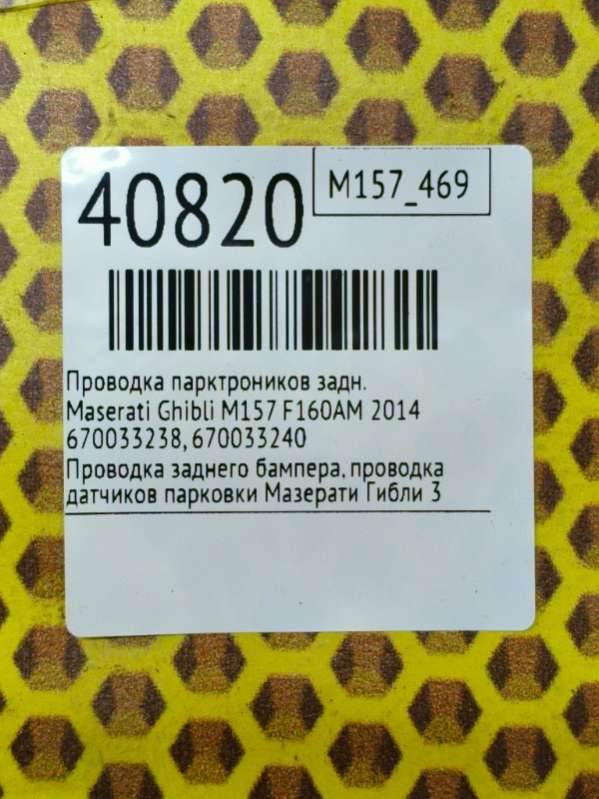 40820
M157_469
Проводка парктроников задн.
Maserati Ghibli M157 F160AM 2014
670033238, 670033240
Проводка заднего бампера, проводка
датчиков парковки Мазерати Гибли 3